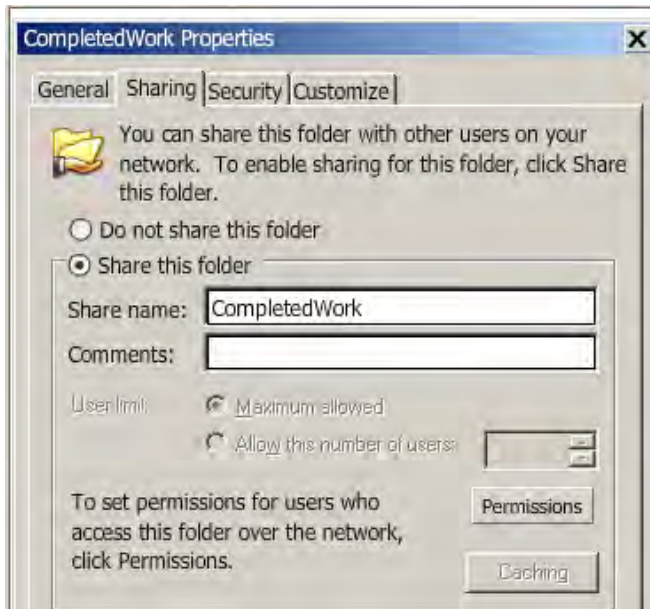 CompletedWork Properties
General Sharing Security Customize
You can share this folder with other users on your
network. To enable sharing for this folder, click Share
this folder.
Do not share this folder
Share this folder
Share name: CompletedWork
Comments:
User limit: Maximum allowed
Allow this number of users:
To set permissions for users who
access this folder over the network,
click Permissions.
Permissions
Caching